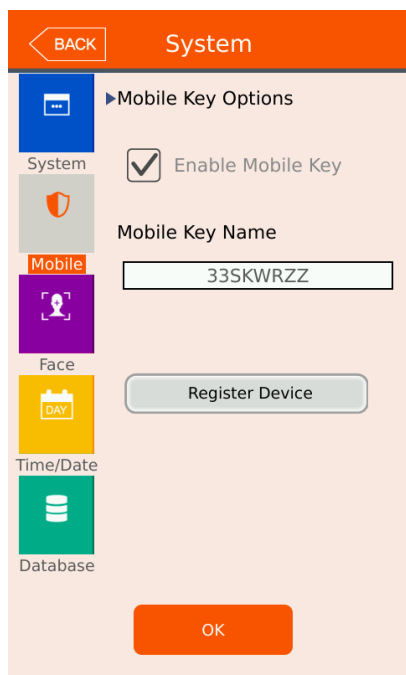 BACK
System
Mobile Key Options
System
Enable Mobile Key
Mobile Key Name
Mobile
33SKWRZZ
Face
Register Device
DAY
Time/Date
Database
OK